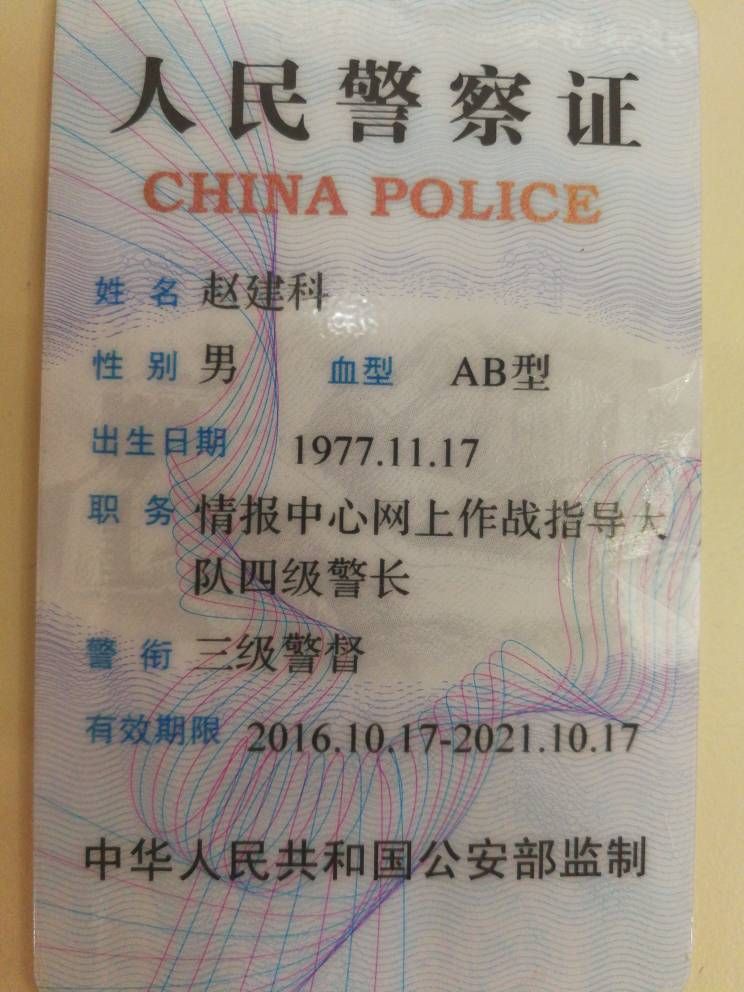 人民警察证
CHINA POLICE
姓名 赵建科
性别 男 血型 AB型
出生日期 1977.11.17
职务 情报中心网上作战指导大
队四级警长
警衔 三级警督
有效期限 2016.10.17-2021.10.17
中华人民共和国公安部监制